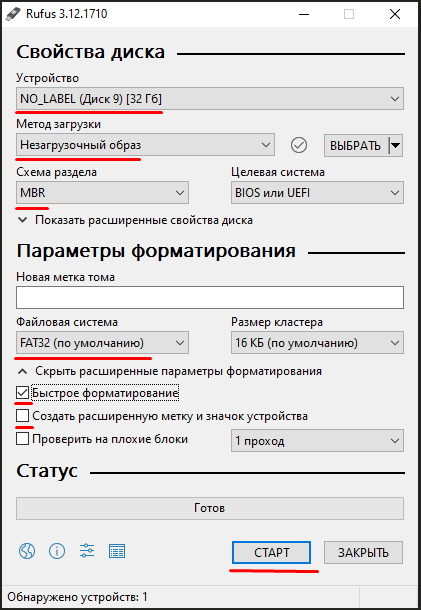 Rufus 3.12.1710
Свойства диска
Устройство
NO_LABEL (Диск 9) [32 Гб]
Метод загрузки
Незагрузочный образ
ВЫБРАТЬ
Схема раздела Целевая система
MBR BIOS или UEFI
Показать расширенные свойства диска
Параметры форматирования
Новая метка тома
Файловая система Размер кластера
FAT32 (по умолчанию) 16 КБ (по умолчанию)
Скрыть расширенные параметры форматирования
Быстрое форматирование
Создать расширенную метку и значок устройства
Проверить на плохие блоки 1 проход
Статус
Готов
СТАРТ ЗАКРЫТЬ
Обнаружено устройств: 1